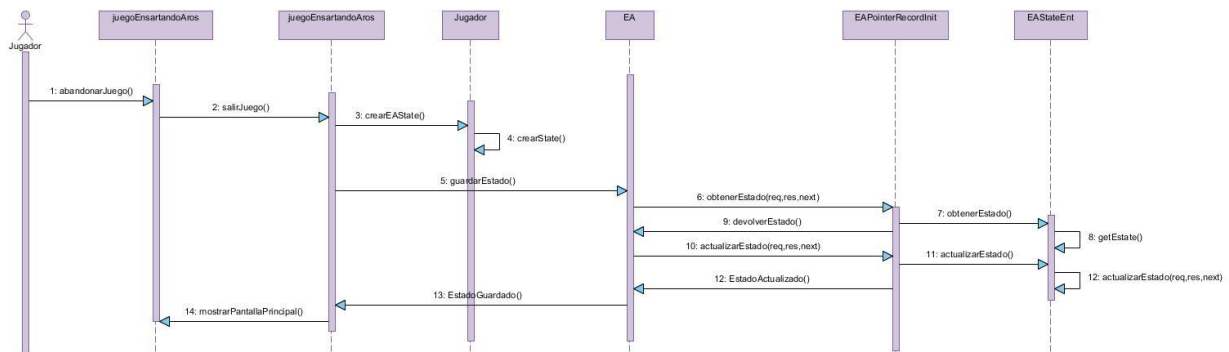 juegoEnsartandoAros
juegoEnsartandoAros
Jugador
EA
EAPointerRecordInit
EAStateEnt
Jugador
1: abandonarJuego()
2: salirJuego()
3: crearEAState()
4: crearState()
5: guardarEstado()
6: obtenerEstado(req,res,next)
7: obtenerEstado()
9: devolverEstado()
8: getEstate()
10: actualizarEstado(req,res,next)
11: actualizarEstado()
12: EstadoActualizado()
12: actualizarEstado(req,res,next)
13: EstadoGuardado()
14: mostrarPantallaPrincipal()